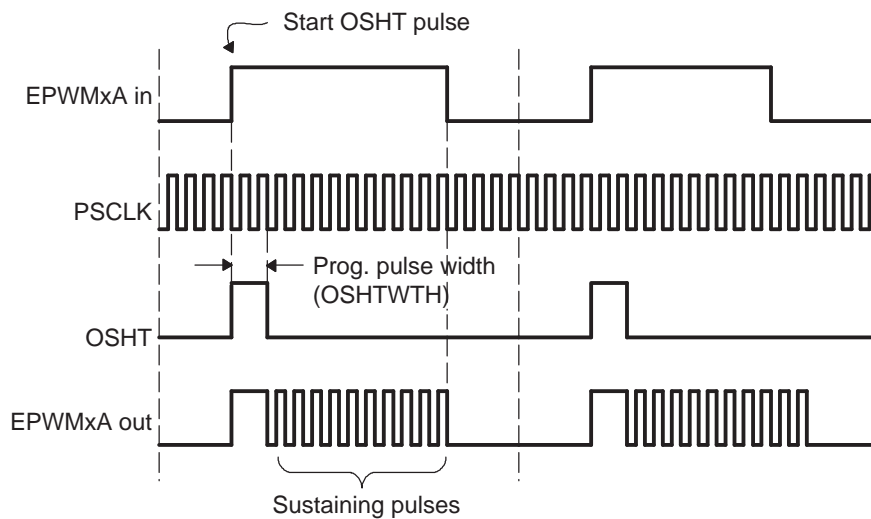 Start OSHT pulse
EPWMxA in
PSCLK
Prog. pulse width
(OSHTWTH)
OSHT
EPWMxA out
Sustaining pulses